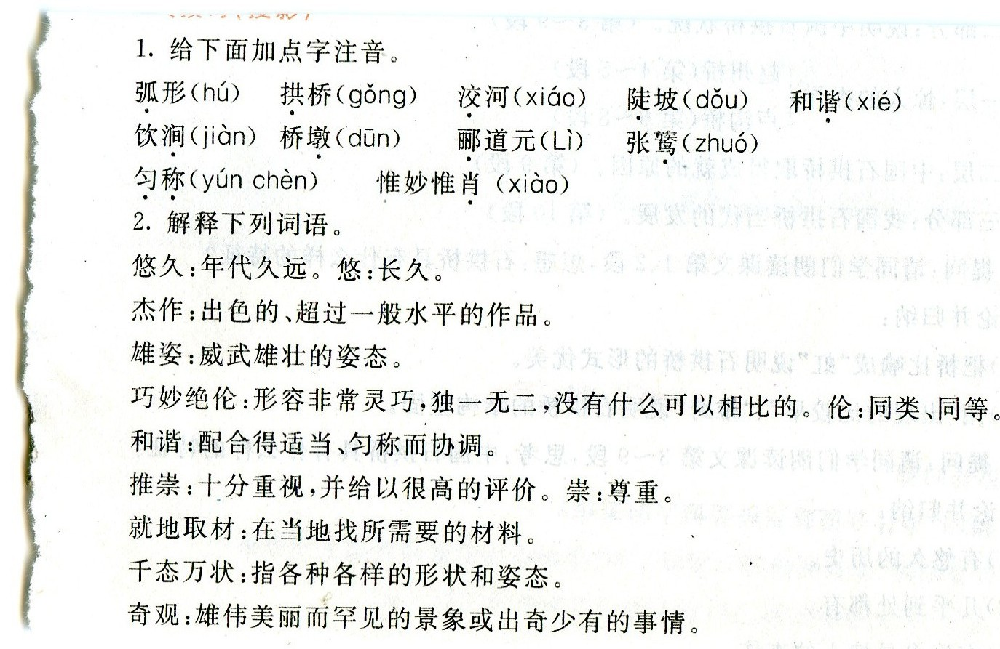 1. 给下面加点字注音。
弧形(hú) 拱桥(gǒng) 洨河(xiáo) 陡坡(dǒu) 和谐(xié)
饮涧(jiàn) 桥墩(dūn) 郦道元(Lì) 张鷟(zhuó)
匀称(yún chèn) 惟妙惟肖 (xiào)
2. 解释下列词语。
悠久:年代久远。悠:长久。
杰作:出色的、超过一般水平的作品。
雄姿:威武雄壮的姿态。
巧妙绝伦:形容非常灵巧,独一无二,没有什么可以相比的。伦:同类、同等。
和谐:配合得适当、匀称而协调。
推崇:十分重视,并给以很高的评价。崇:尊重。
就地取材:在当地找所需要的材料。
千态万状:指各种各样的形状和姿态。
奇观:雄伟美丽而罕见的景象或出奇少有的事情。